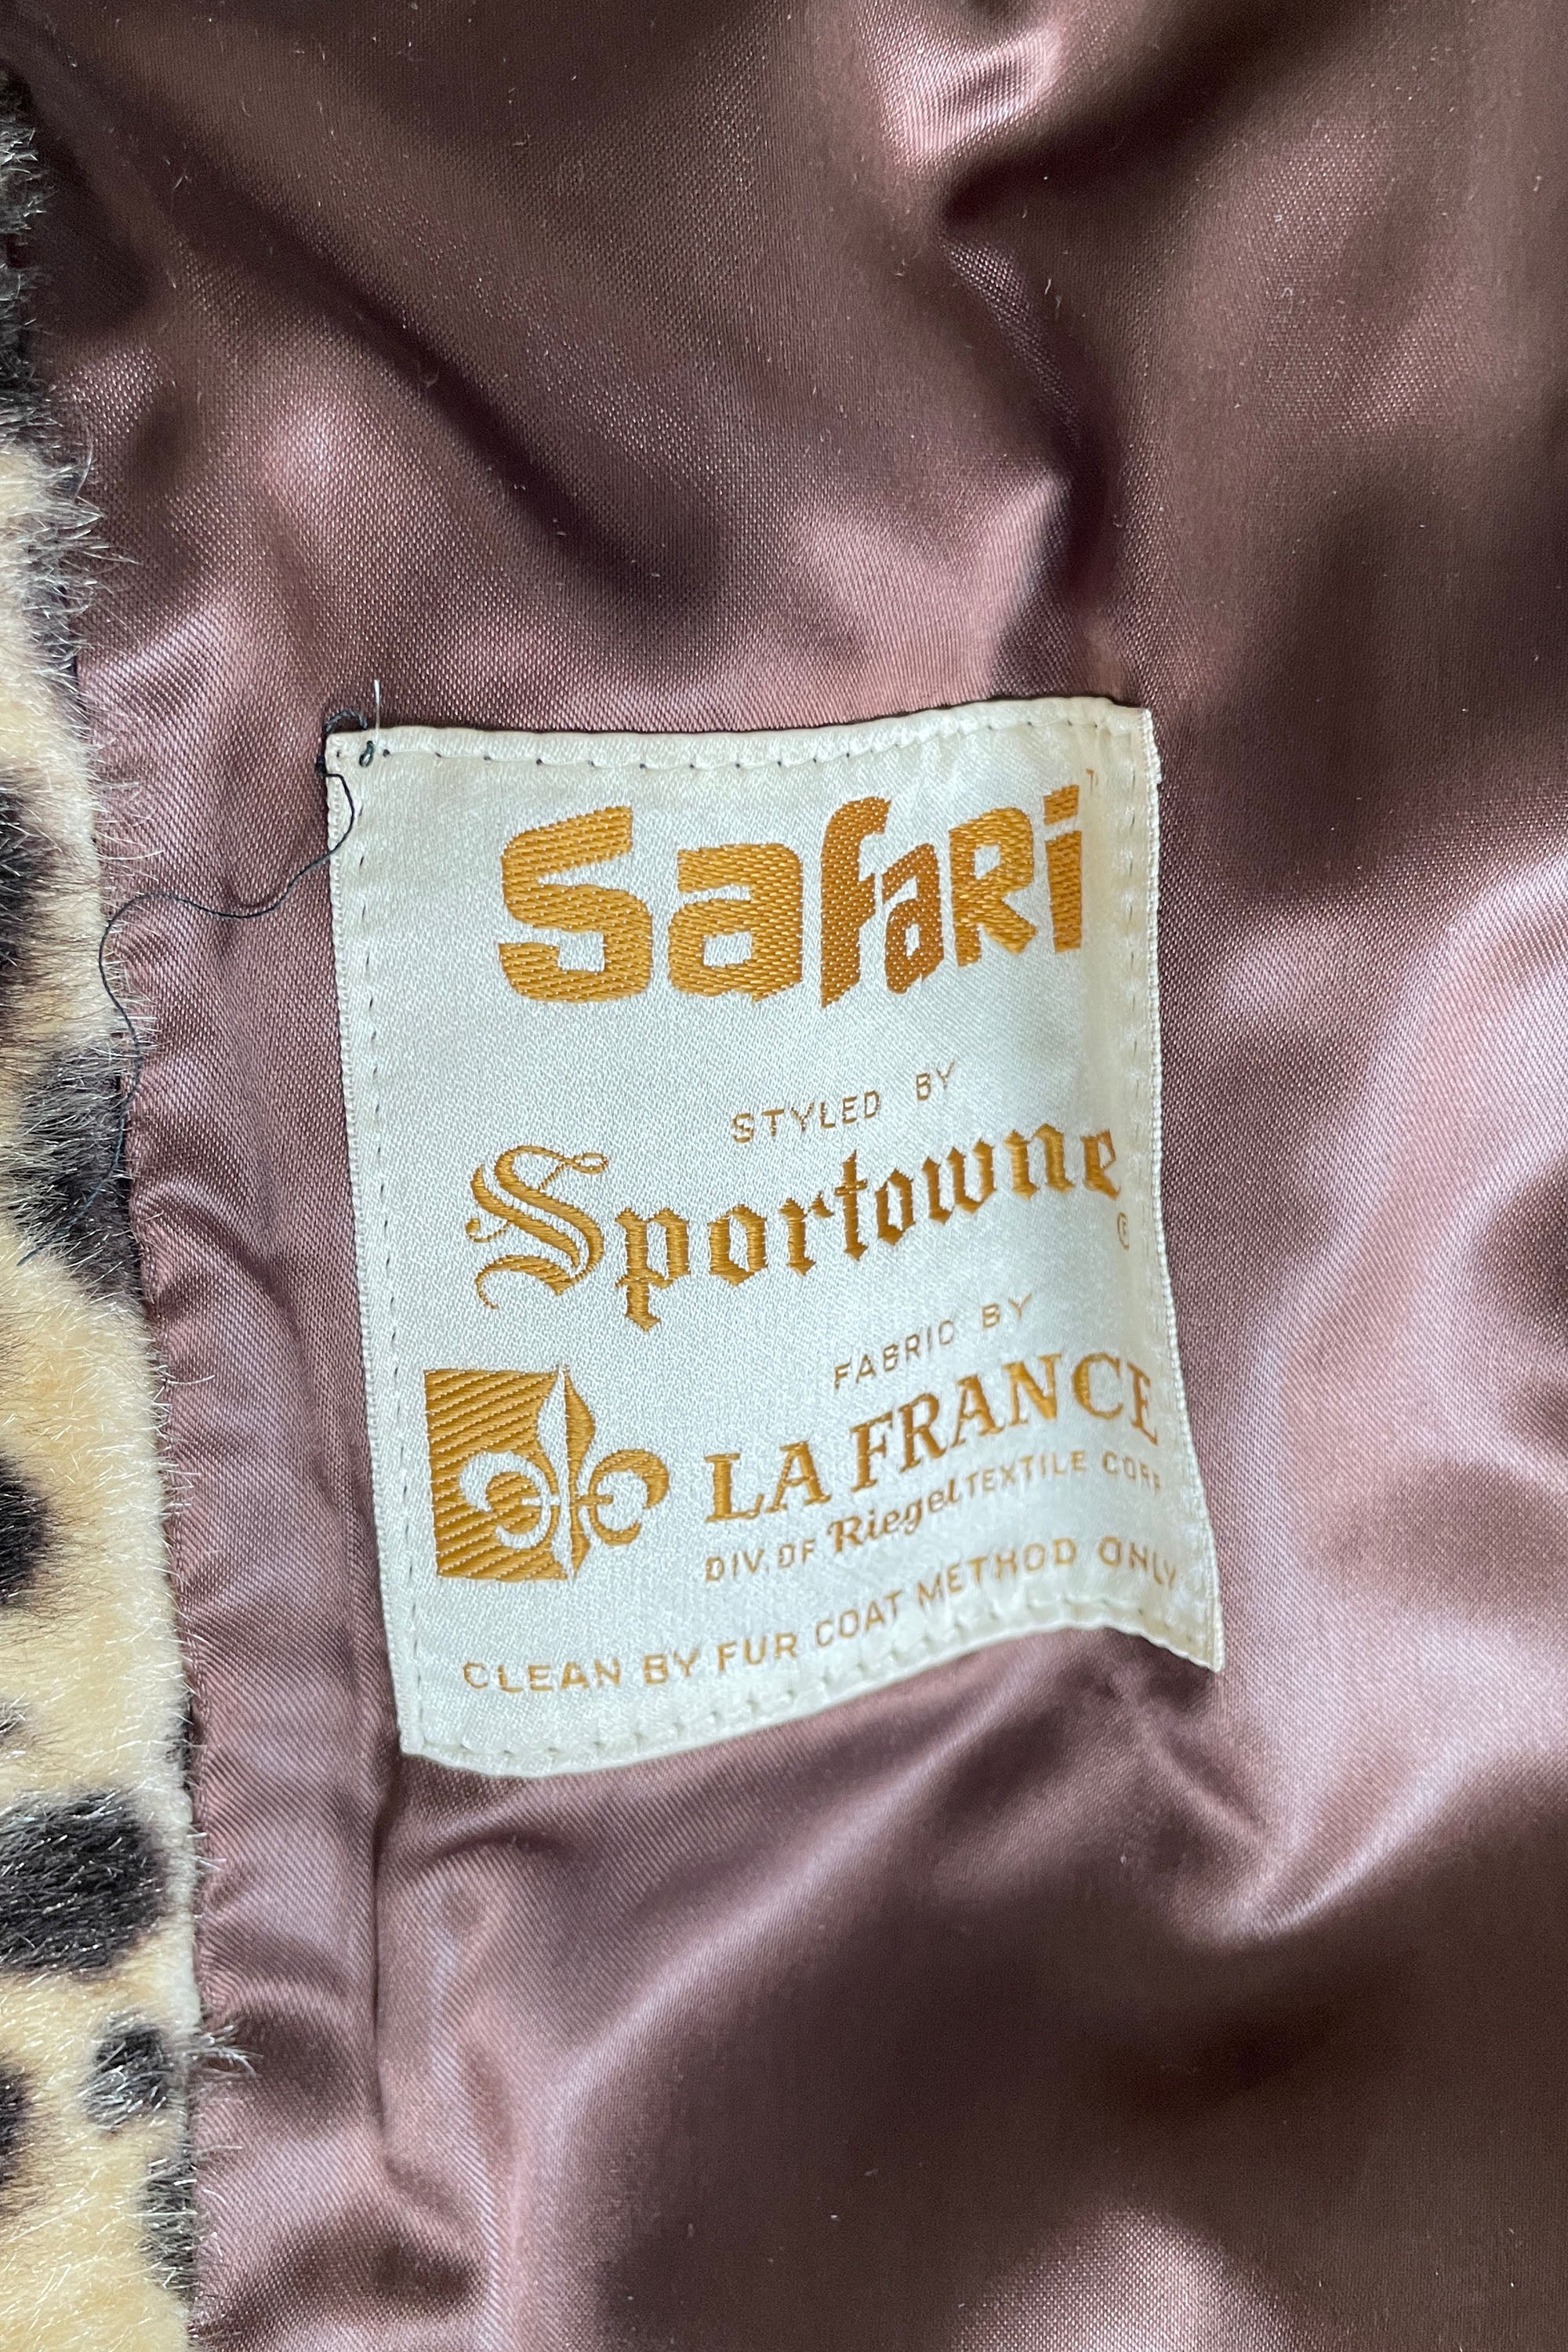 Safari
STYLED BY
Sportowne ®
FABRIC BY
LA FRANCE
DIV. OF Riegel TEXTILE CORP.
CLEAN BY FUR COAT METHOD ONLY